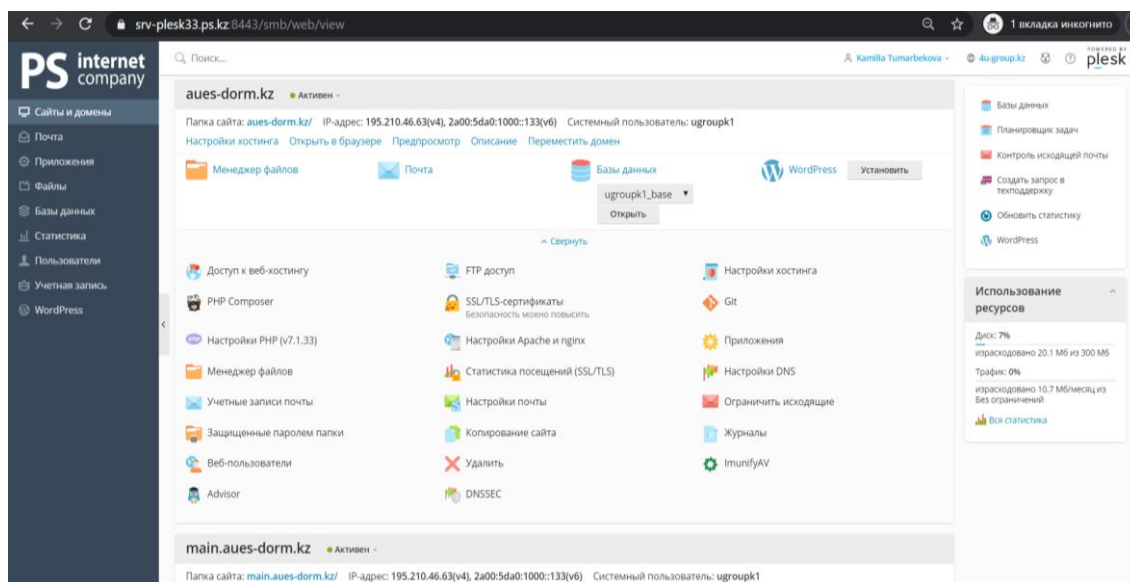 srv-plesk33.ps.kz:8443/smb/web/view
1 вкладка инкогнито
PS internet company
Поиск...
Kamilla Tumarbekova
4u-group.kz
POWERED BY
plesk
Сайты и домены
Почта
Приложения
Файлы
Базы данных
Статистика
Пользователи
Учетная запись
WordPress
aues-dorm.kz Активен
Папка сайта: aues-dorm.kz/ IP-адрес: 195.210.46.63(v4), 2a00:5da0:1000::133(v6) Системный пользователь: ugroupk1
Настройки хостинга Открыть в браузере Предпросмотр Описание Переместить домен
Менеджер файлов Почта Базы данных WordPress Установить
ugroupk1_base
Открыть
Свернуть
Доступ к веб-хостингу FTP доступ Настройки хостинга
PHP Composer SSL/TLS-сертификаты Git
Безопасность можно повысить
Настройки PHP (v7.1.33) Настройки Apache и nginx Приложения
Менеджер файлов Статистика посещений (SSL/TLS) Настройки DNS
Учетные записи почты Настройки почты Ограничить исходящие
Защищенные паролем папки Копирование сайта Журналы
Веб-пользователи Удалить ImunifyAV
Advisor DNSSEC
main.aues-dorm.kz Активен
Папка сайта: main.aues-dorm.kz/ IP-адрес: 195.210.46.63(v4), 2a00:5da0:1000::133(v6) Системный пользователь: ugroupk1
Базы данных
Планировщик задач
Контроль исходящей почты
Создать запрос в
техподдержку
Обновить статистику
WordPress
Использование
ресурсов
Диск: 7%
израсходовано 20.1 Мб из 300 Мб
Трафик: 0%
израсходовано 10.7 Мб/месяц из
Без ограничений
Вся статистика